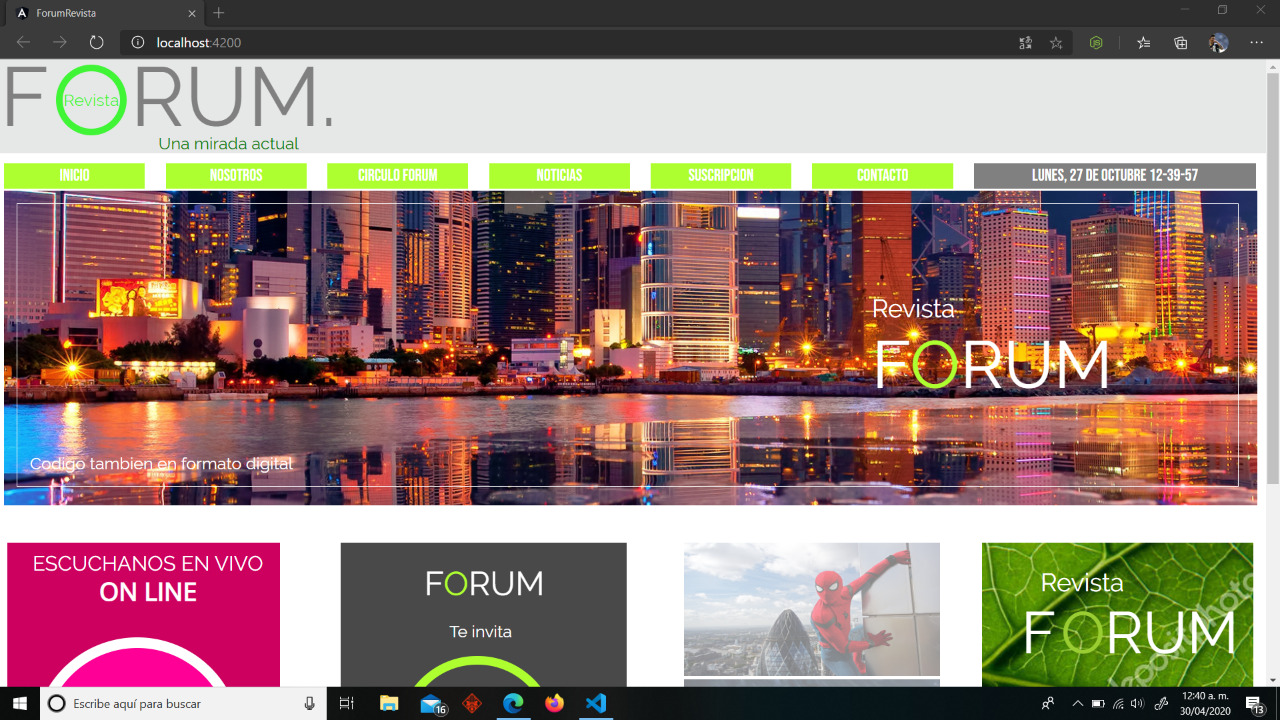 ForumRevista
localhost:4200
FORUM.
Revista
Una mirada actual
INICIO
NOSOTROS
CIRCULO FORUM
NOTICIAS
SUSCRIPCION
CONTACTO
LUNES, 27 DE OCTUBRE 12-39-57
Revista
FORUM
Codigo tambien en formato digital
ESCUCHANOS EN VIVO
ON LINE
FORUM
Te invita
Revista
FORUM
Escribe aquí para buscar
16
12:40 a. m.
30/04/2020
13